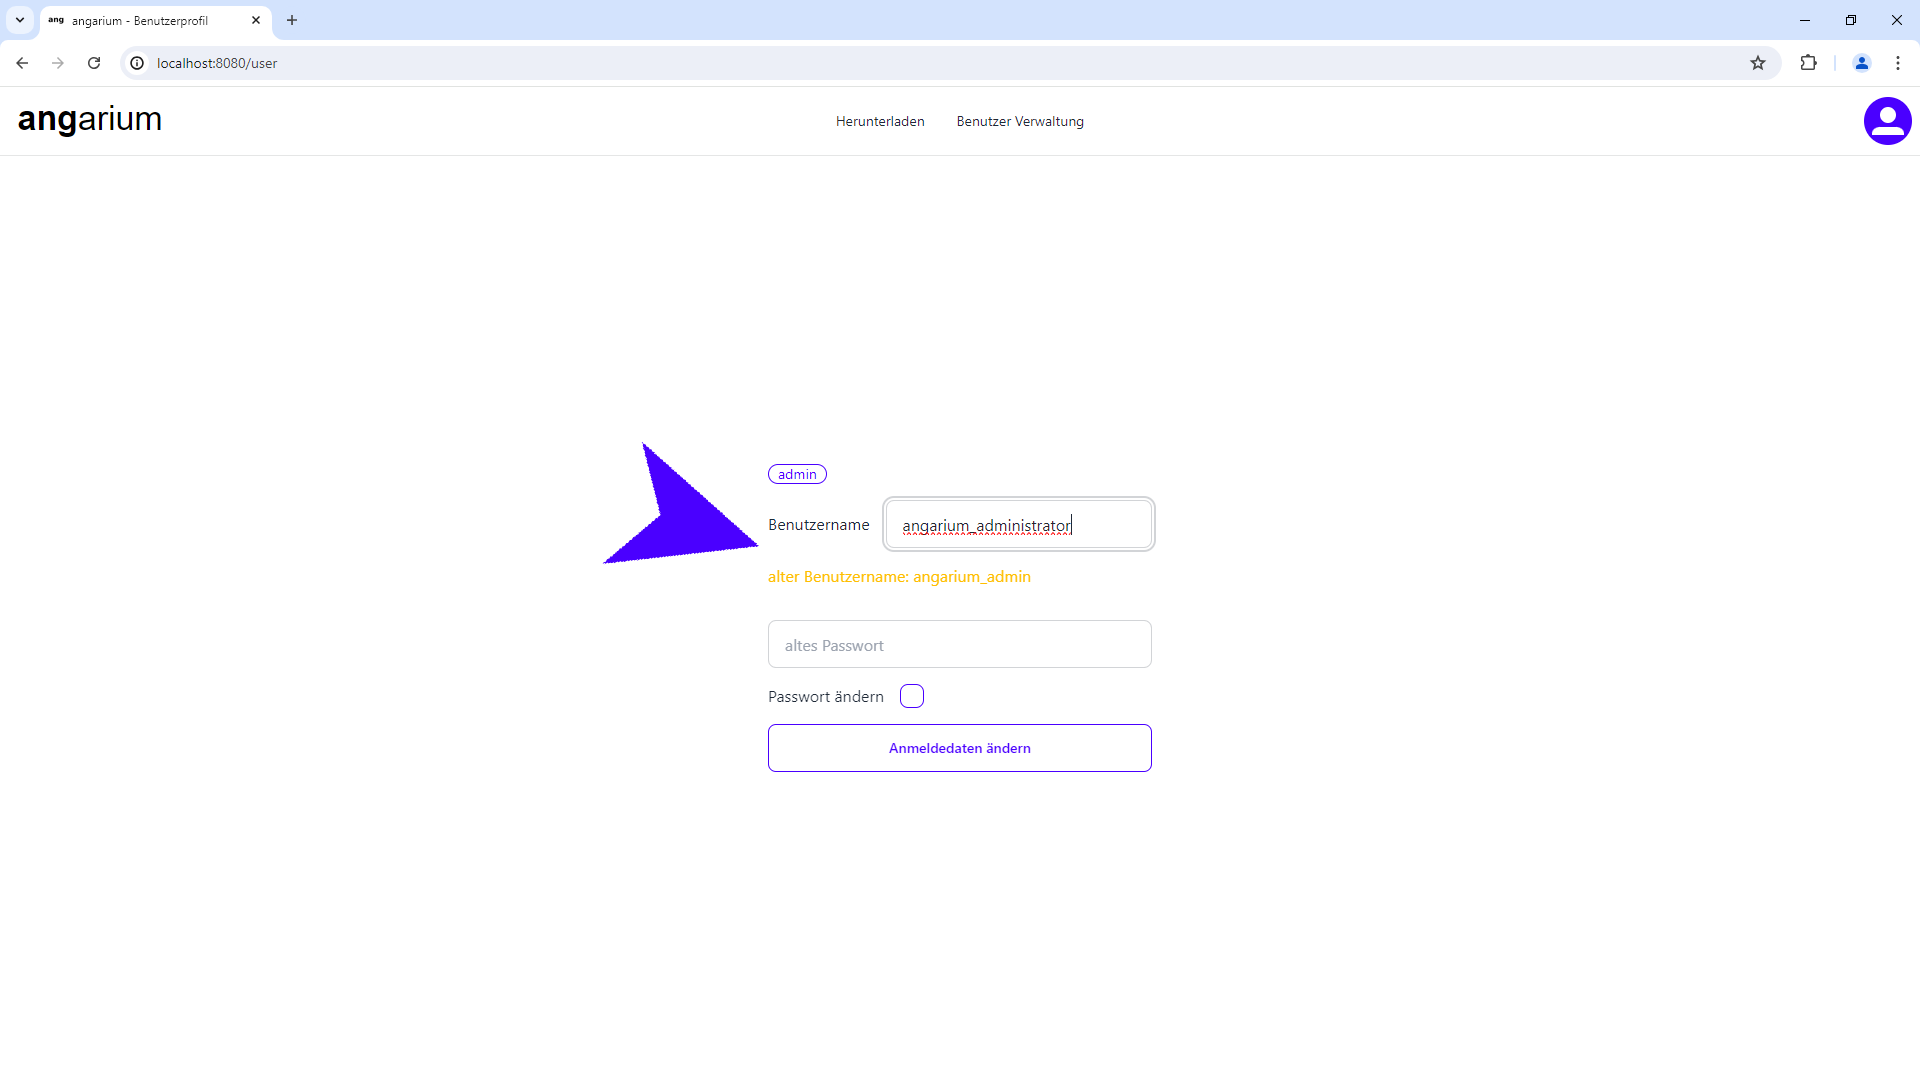 ang angarium - Benutzerprofil
localhost:8080/user
angarium
Herunterladen
Benutzer Verwaltung
admin
Benutzername
angarium_administrator
alter Benutzername: angarium_admin
altes Passwort
Passwort ändern
Anmeldedaten ändern